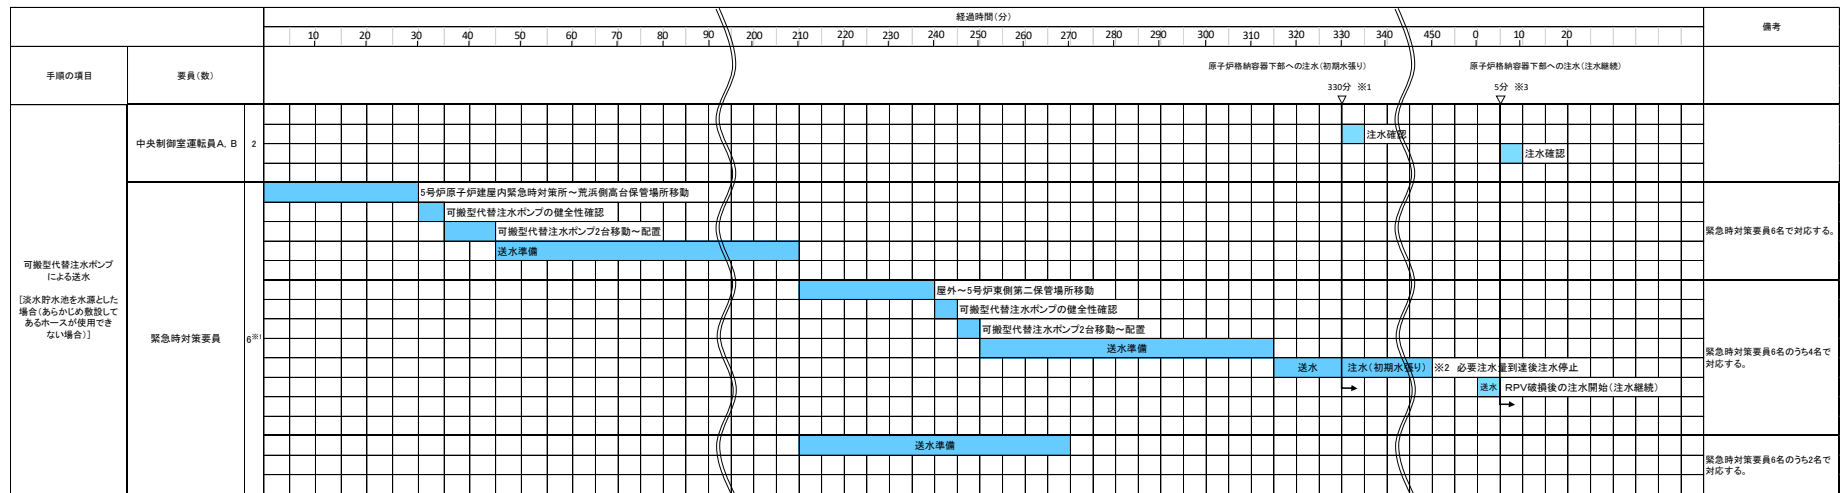 経過時間(分)
備考
10 20 30 40 50 60 70 80 90 200 210 220 230 240 250 260 270 280 290 300 310 320 330 340 450 0 10 20
手順の項目
要員(数)
原子炉格納容器下部への注水(初期水張り)
原子炉格納容器下部への注水(注水継続)
330分 ※1
5分 ※3
中央制御室運転員A, B
2
注水確認
注水確認
5号炉原子炉建屋内緊急時対策所～荒浜側高台保管場所移動
可搬型代替注水ポンプの健全性確認
可搬型代替注水ポンプ2台移動～配置
緊急時対策要員6名で対応する。
送水準備
可搬型代替注水ポンプ
による送水
[淡水貯水池を水源とした
場合(あらかじめ敷設して
あるホースが使用でき
ない場合)]
緊急時対策要員
6※1
屋外～5号炉東側第二保管場所移動
可搬型代替注水ポンプの健全性確認
可搬型代替注水ポンプ2台移動～配置
送水準備
緊急時対策要員6名のうち4名で
対応する。
送水
注水(初期水張り)
※2 必要注水量到達後注水停止
送水
RPV破損後の注水開始(注水継続)
送水準備
緊急時対策要員6名のうち2名で
対応する。